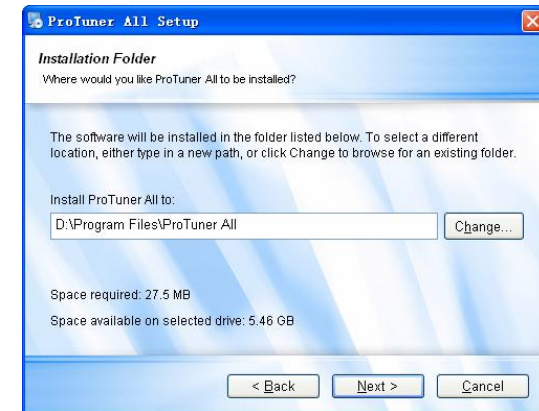 ProTuner All Setup
Installation Folder
Where would you like ProTuner All to be installed?
The software will be installed in the folder listed below. To select a different
location, either type in a new path, or click Change to browse for an existing folder.
Install ProTuner All to:
D:\Program Files\ProTuner All
Change...
Space required: 27.5 MB
Space available on selected drive: 5.46 GB
< Back
Next >
Cancel